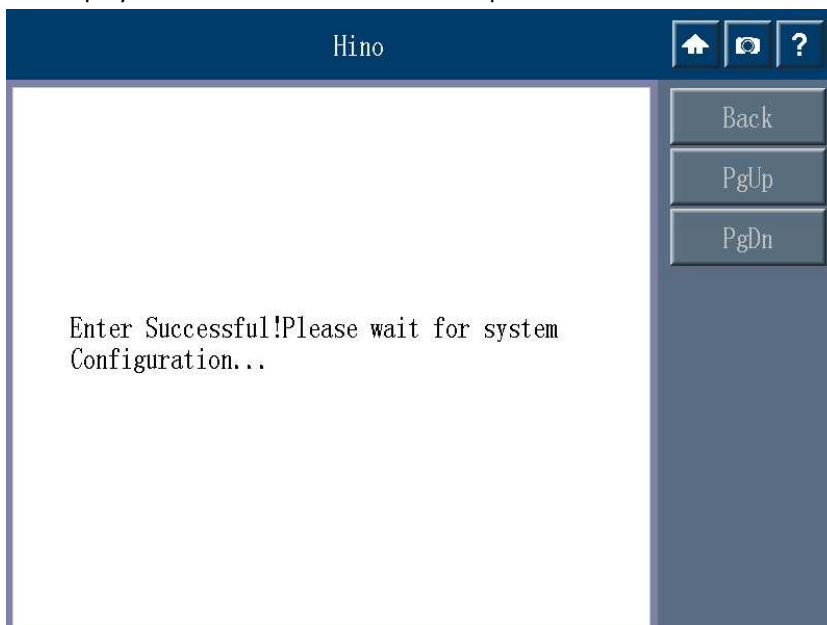 Hino
?
Back
PgUp
PgDn
Enter Successful!Please wait for system
Configuration...